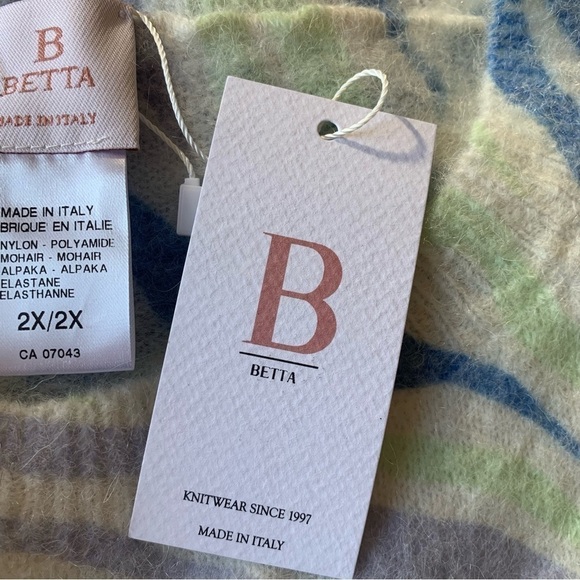 B
BETTA
MADE IN ITALY
MADE IN ITALY
BRIQUE EN ITALIE
NYLON - POLYAMIDE
MOHAIR - MOHAIR
ALPAKA - ALPAKA
ELASTANE
ELASTHANNE
2X/2X
CA 07043
B
BETTA
KNITWEAR SINCE 1997
MADE IN ITALY